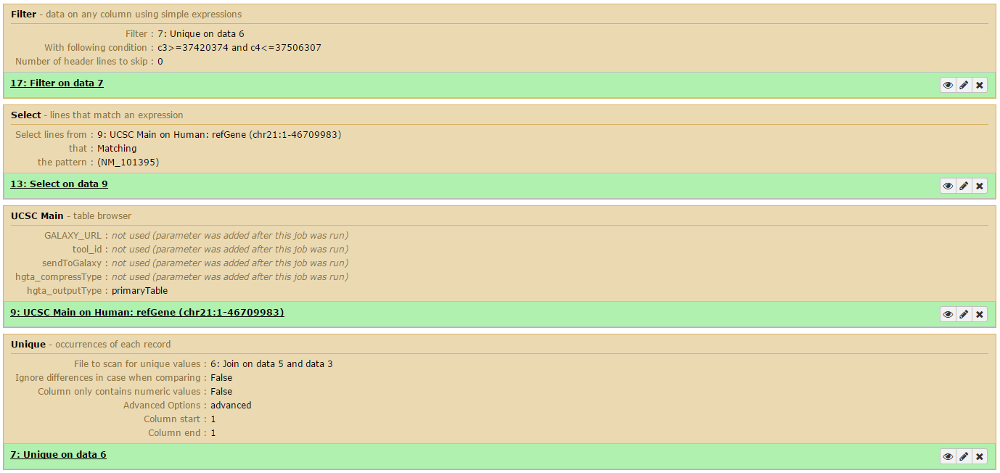 Filter - data on any column using simple expressions
Filter : 7: Unique on data 6
With following condition : c3>=37420374 and c4<=37506307
Number of header lines to skip : 0
17: Filter on data 7
Select - lines that match an expression
Select lines from : 9: UCSC Main on Human: refGene (chr21:1-46709983)
that : Matching
the pattern : (NM_101395)
13: Select on data 9
UCSC Main - table browser
GALAXY_URL : not used (parameter was added after this job was run)
tool_id : not used (parameter was added after this job was run)
sendToGalaxy : not used (parameter was added after this job was run)
hgta_compressType : not used (parameter was added after this job was run)
hgta_outputType : primaryTable
9: UCSC Main on Human: refGene (chr21:1-46709983)
Unique - occurrences of each record
File to scan for unique values : 6: Join on data 5 and data 3
Ignore differences in case when comparing : False
Column only contains numeric values : False
Advanced Options : advanced
Column start : 1
Column end : 1
7: Unique on data 6